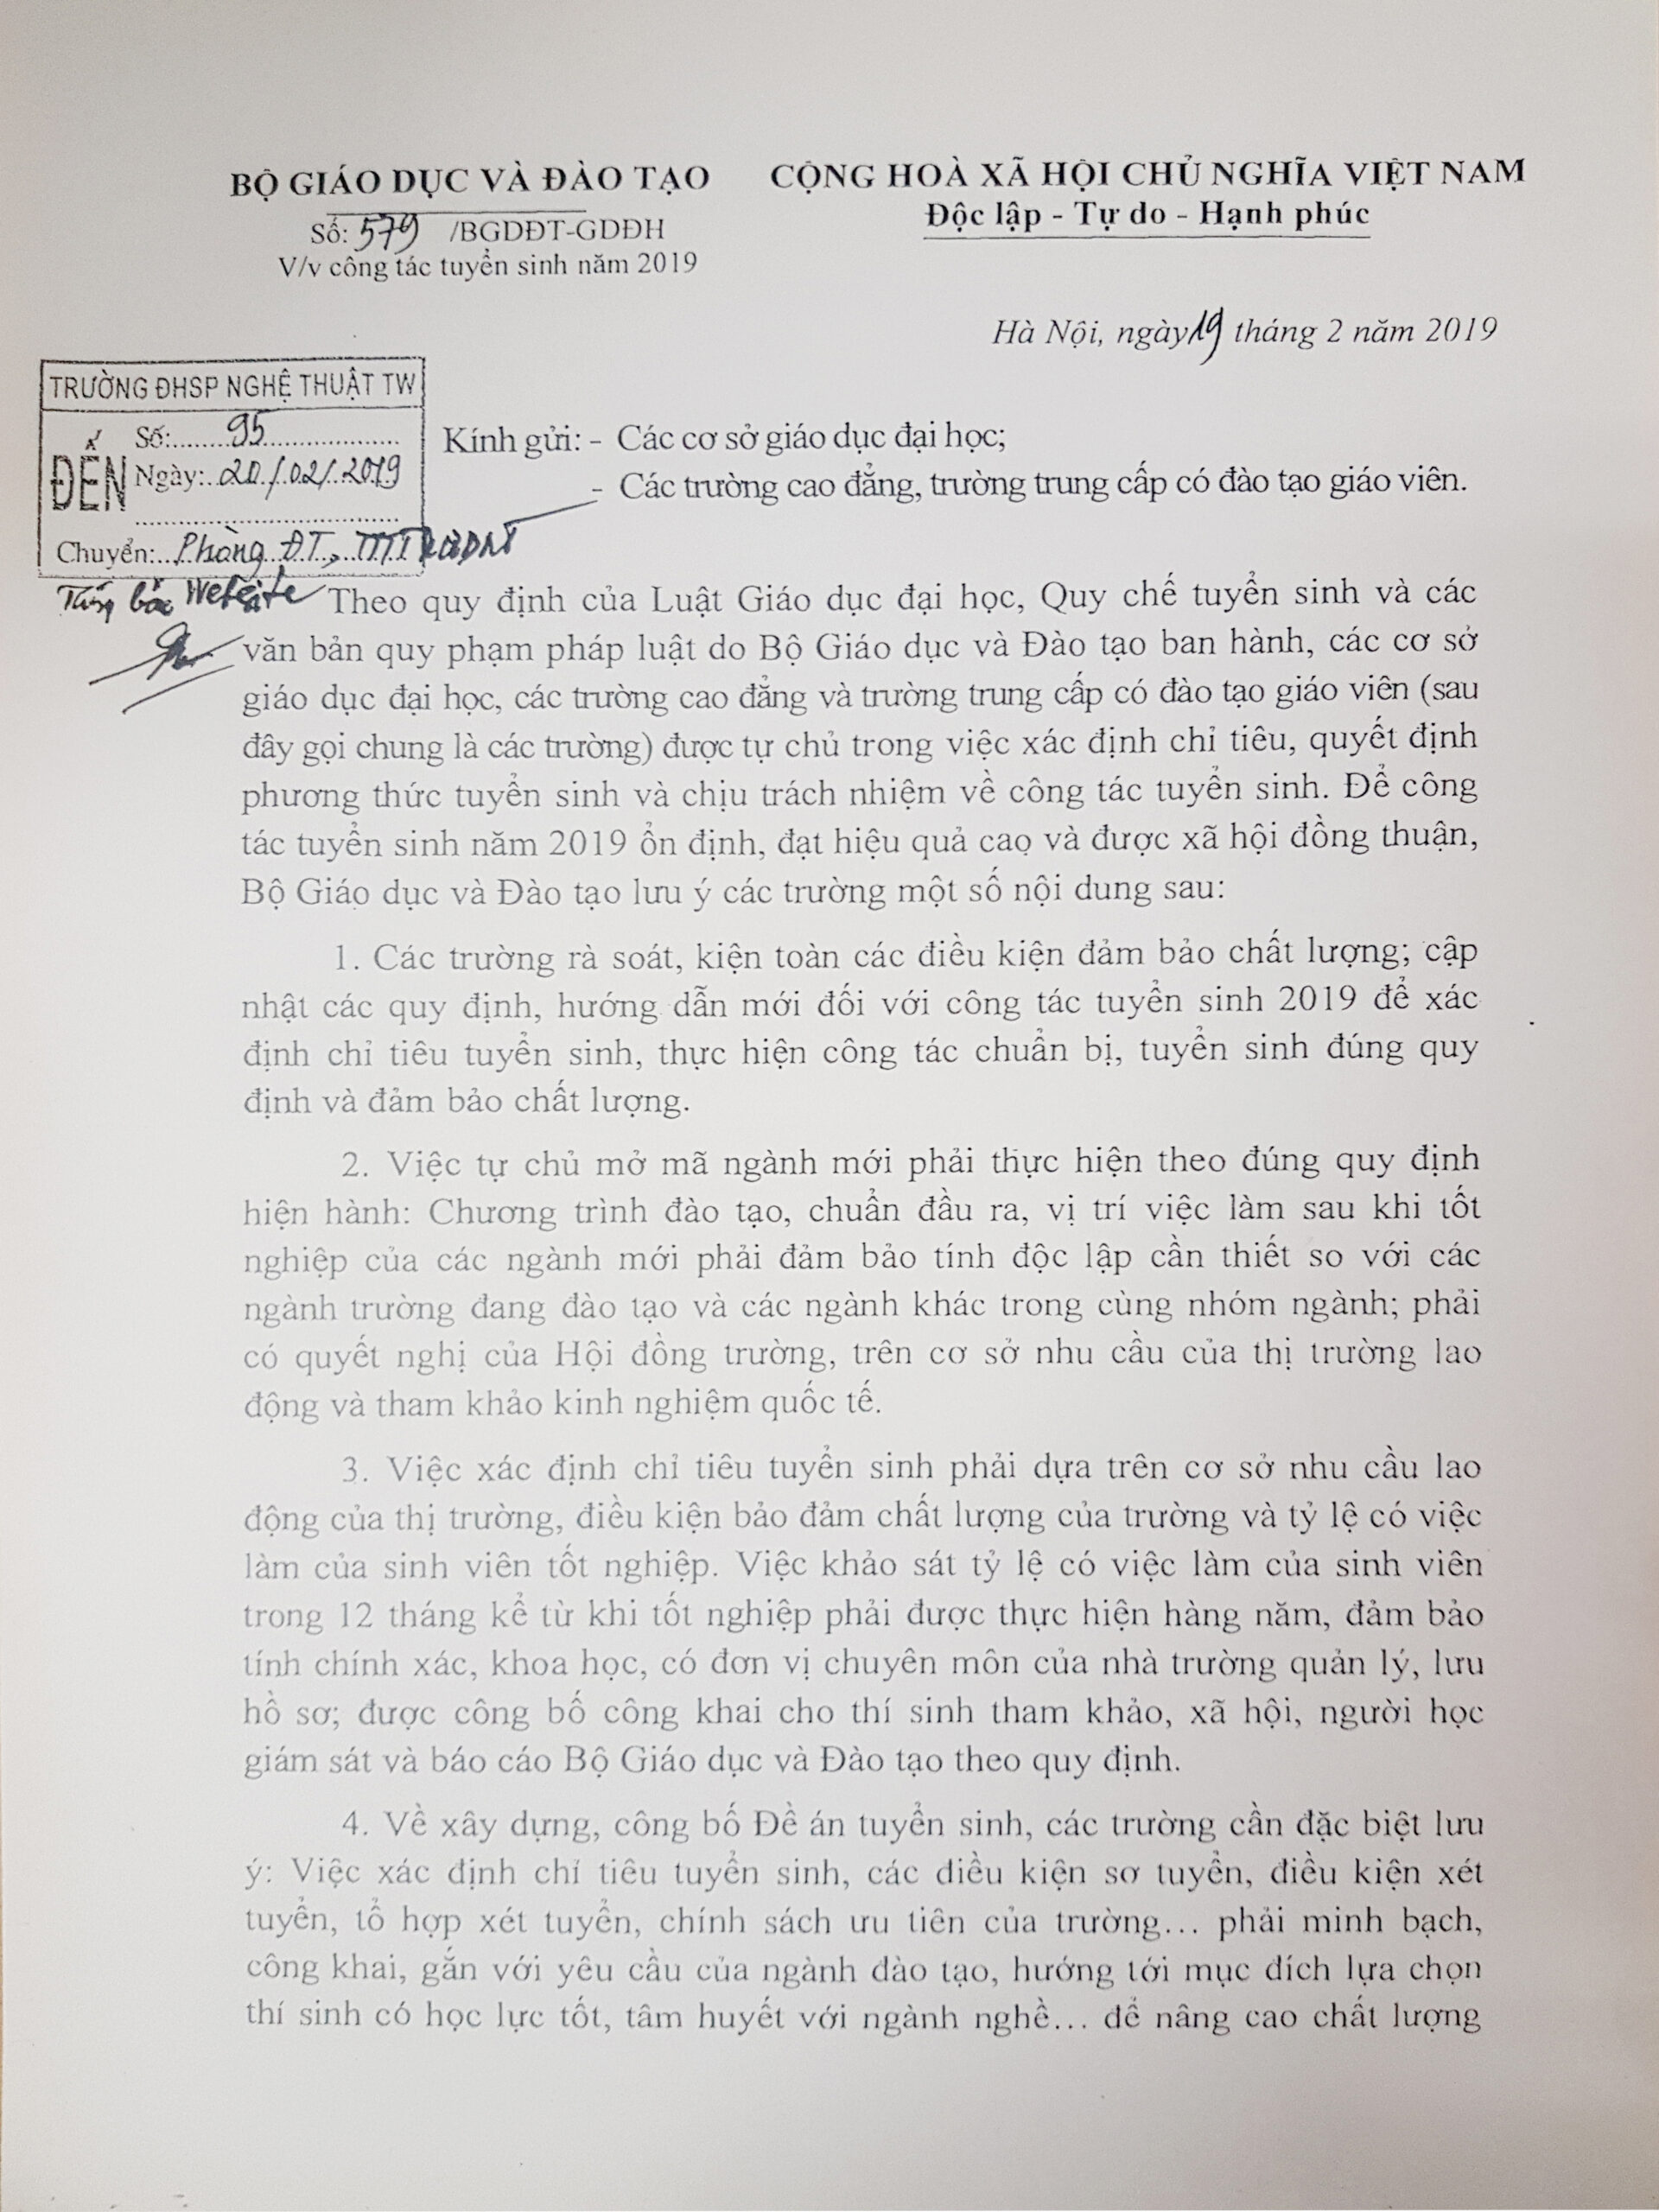 BỘ GIÁO DỤC VÀ ĐÀO TẠO
CỘNG HOÀ XÃ HỘI CHỦ NGHĨA VIỆT NAM
Độc lập - Tự do - Hạnh phúc
Số: 579 /BGDĐT-GDĐH
V/v công tác tuyển sinh năm 2019
Hà Nội, ngày 19 tháng 2 năm 2019
TRƯỜNG ĐHSP NGHỆ THUẬT TW
ĐẾN
Số: 95
Ngày: 20/02/2019
Chuyển: Phòng ĐT,
Website
Kính gửi: - Các cơ sở giáo dục đại học;
- Các trường cao đẳng, trường trung cấp có đào tạo giáo viên.
Theo quy định của Luật Giáo dục đại học, Quy chế tuyển sinh và các
văn bản quy phạm pháp luật do Bộ Giáo dục và Đào tạo ban hành, các cơ sở
giáo dục đại học, các trường cao đẳng và trường trung cấp có đào tạo giáo viên (sau
đây gọi chung là các trường) được tự chủ trong việc xác định chỉ tiêu, quyết định
phương thức tuyển sinh và chịu trách nhiệm về công tác tuyển sinh. Để công
tác tuyển sinh năm 2019 ổn định, đạt hiệu quả cao và được xã hội đồng thuận,
Bộ Giáo dục và Đào tạo lưu ý các trường một số nội dung sau:
1. Các trường rà soát, kiện toàn các điều kiện đảm bảo chất lượng; cập
nhật các quy định, hướng dẫn mới đối với công tác tuyển sinh 2019 để xác
định chỉ tiêu tuyển sinh, thực hiện công tác chuẩn bị, tuyển sinh đúng quy
định và đảm bảo chất lượng.
2. Việc tự chủ mở mã ngành mới phải thực hiện theo đúng quy định
hiện hành: Chương trình đào tạo, chuẩn đầu ra, vị trí việc làm sau khi tốt
nghiệp của các ngành mới phải đảm bảo tính độc lập cần thiết so với các
ngành trường đang đào tạo và các ngành khác trong cùng nhóm ngành; phải
có quyết nghị của Hội đồng trường, trên cơ sở nhu cầu của thị trường lao
động và tham khảo kinh nghiệm quốc tế.
3. Việc xác định chỉ tiêu tuyển sinh phải dựa trên cơ sở nhu cầu lao
động của thị trường, điều kiện bảo đảm chất lượng của trường và tỷ lệ có việc
làm của sinh viên tốt nghiệp. Việc khảo sát tỷ lệ có việc làm của sinh viên
trong 12 tháng kể từ khi tốt nghiệp phải được thực hiện hàng năm, đảm bảo
tính chính xác, khoa học, có đơn vị chuyên môn của nhà trường quản lý, lưu
hồ sơ; được công bố công khai cho thí sinh tham khảo, xã hội, người học
giám sát và báo cáo Bộ Giáo dục và Đào tạo theo quy định.
4. Về xây dựng, công bố Đề án tuyển sinh, các trường cần đặc biệt lưu
ý: Việc xác định chỉ tiêu tuyển sinh, các điều kiện sơ tuyển, điều kiện xét
tuyển, tổ hợp xét tuyển, chính sách ưu tiên của trường... phải minh bạch,
công khai, gắn với yêu cầu của ngành đào tạo, hướng tới mục đích lựa chọn
thí sinh có học lực tốt, tâm huyết với ngành nghề... để nâng cao chất lượng